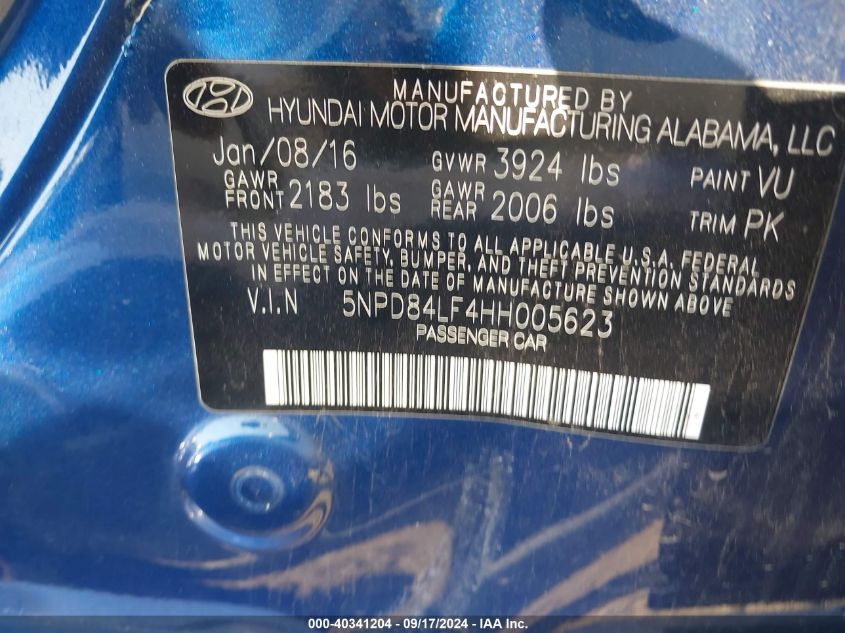 MANUFACTURED BY
HYUNDAI MOTOR MANUFACTURING ALABAMA, LLC
Jan/08/16 GVWR 3924 lbs PAINT VU
GAWR FRONT 2183 lbs GAWR REAR 2006 lbs TRIM PK
THIS VEHICLE CONFORMS TO ALL APPLICABLE U.S.A. FEDERAL
MOTOR VEHICLE SAFETY, BUMPER, AND THEFT PREVENTION STANDARDS
IN EFFECT ON THE DATE OF MANUFACTURE SHOWN ABOVE.
V.I.N 5NPD84LF4HH005623
PASSENGER CAR
000-40341204 - 09/17/2024 - IAA Inc.